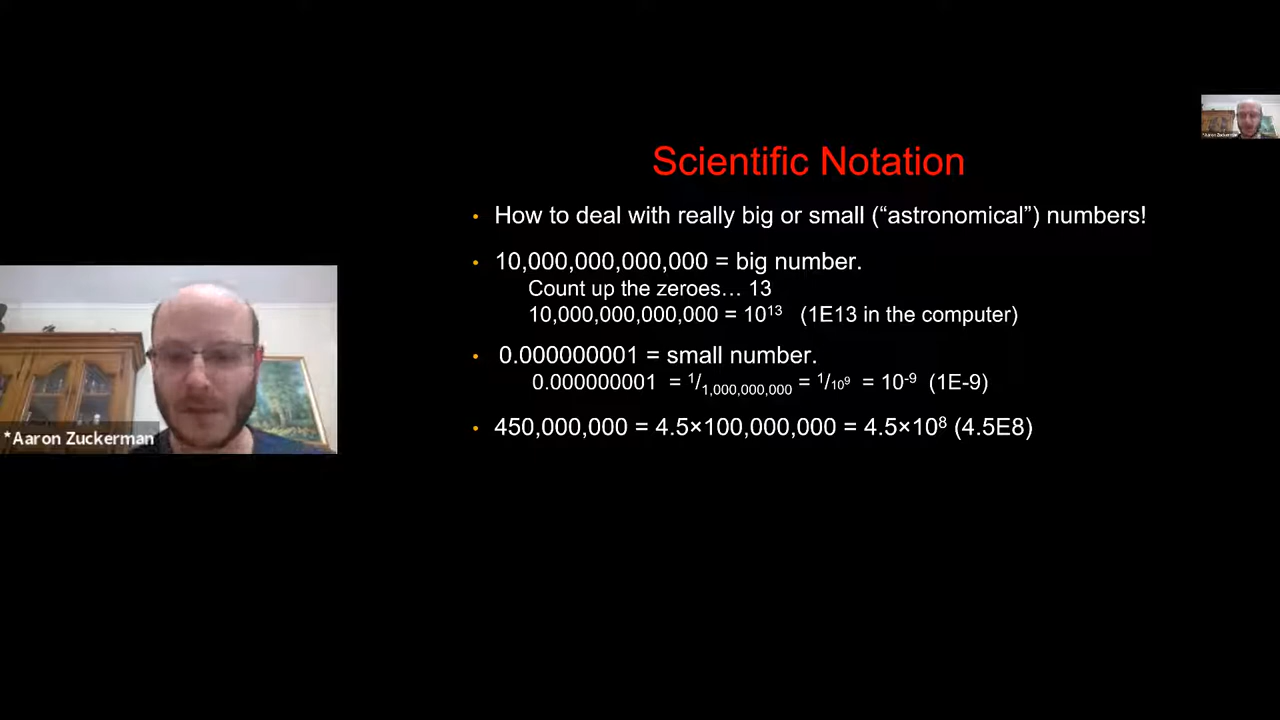 Scientific Notation
• How to deal with really big or small (“astronomical”) numbers!
• 10,000,000,000,000 = big number.
Count up the zeroes… 13
10,000,000,000,000 = 10¹³ (1E13 in the computer)
• 0.000000001 = small number.
0.000000001 = ¹/₁,₀₀₀,₀₀₀,₀₀₀ = ¹/₁₀⁹ = 10⁻⁹ (1E-9)
• 450,000,000 = 4.5×100,000,000 = 4.5×10⁸ (4.5E8)
*Aaron Zuckerman
*Aaron Zuckerman